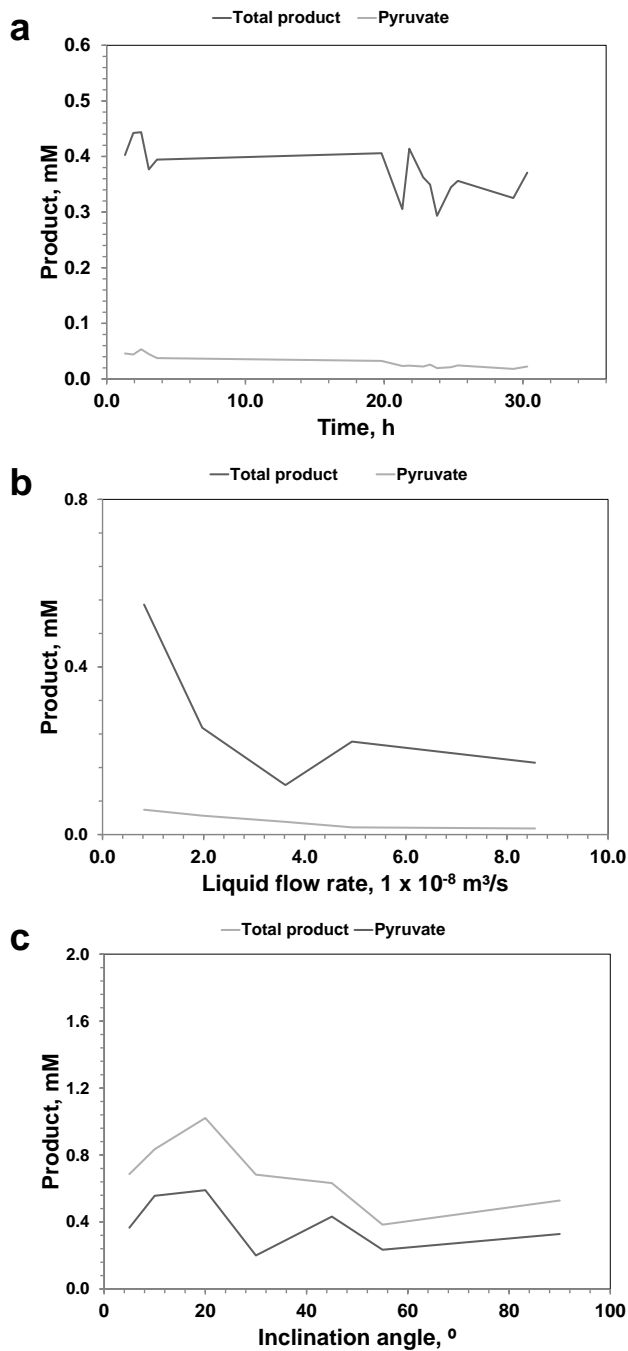 a
Total product Pyruvate
0.6
0.5
0.4
0.3
0.2
0.1
0.0
Product, mM
0.0 10.0 20.0 30.0
Time, h
b
Total product Pyruvate
0.8
0.4
0.0
Product, mM
0.0 2.0 4.0 6.0 8.0 10.0
Liquid flow rate, 1 x 10⁻⁸ m³/s
c
Total product Pyruvate
2.0
1.6
1.2
0.8
0.4
0.0
Product, mM
0 20 40 60 80 100
Inclination angle, º